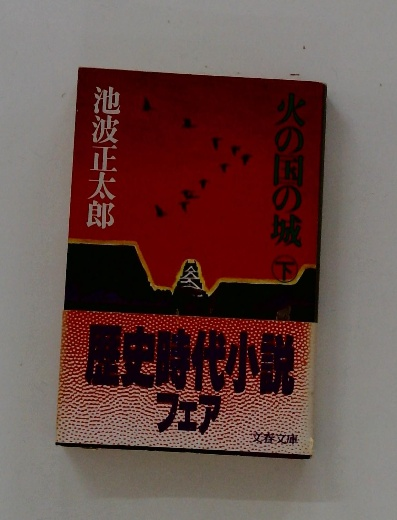 火の国の城 下
池波正太郎
歴史時代小説
フェア
文春文庫